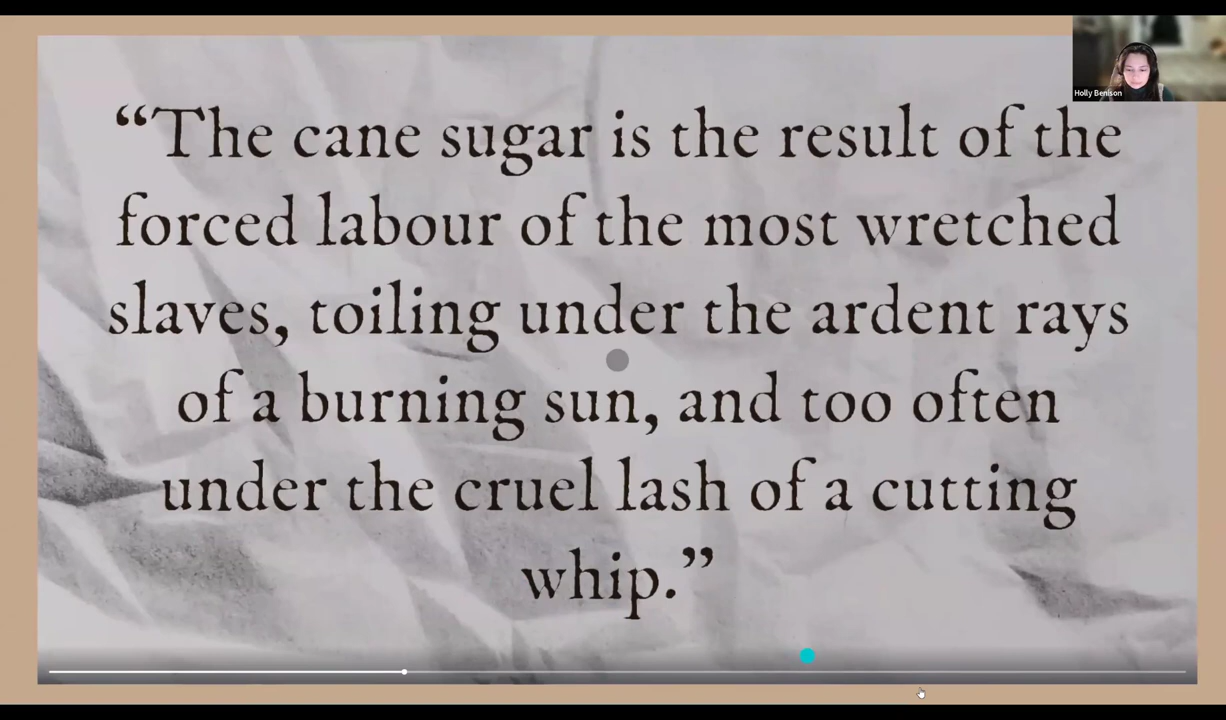 Holly Benison
“The cane sugar is the result of the
forced labour of the most wretched
slaves, toiling under the ardent rays
of a burning sun, and too often
under the cruel lash of a cutting
whip.”